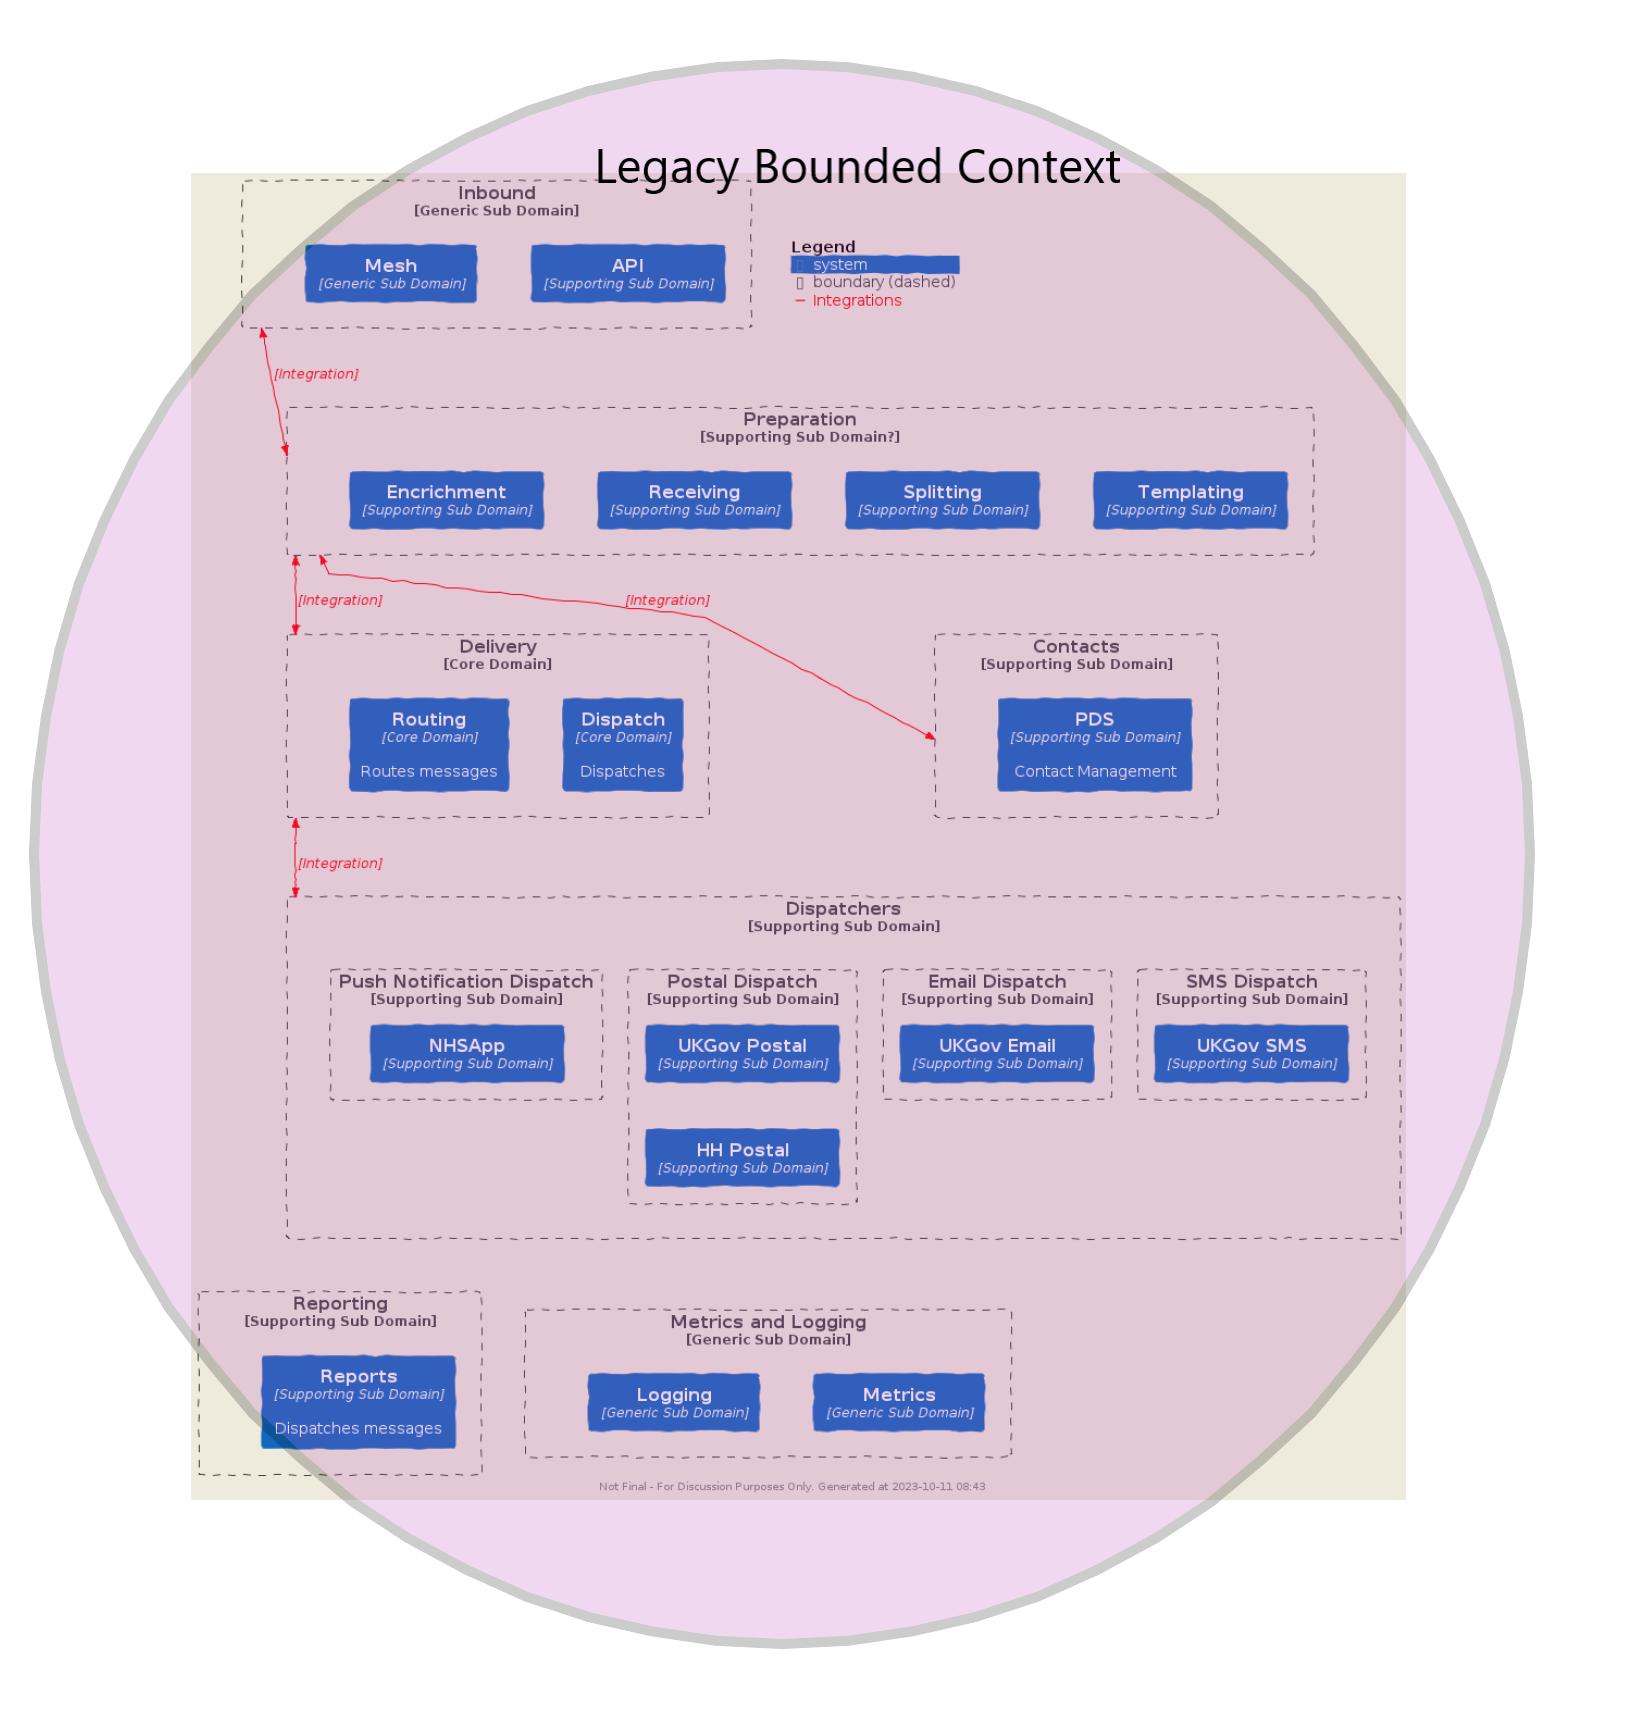 Legacy Bounded Context
Inbound
[Generic Sub Domain]
Mesh
[Generic Sub Domain]
API
[Supporting Sub Domain]
Legend
system
boundary (dashed)
Integrations
[Integration]
Preparation
[Supporting Sub Domain?]
Encrichment
[Supporting Sub Domain]
Receiving
[Supporting Sub Domain]
Splitting
[Supporting Sub Domain]
Templating
[Supporting Sub Domain]
[Integration]
[Integration]
Delivery
[Core Domain]
Routing
[Core Domain]
Routes messages
Dispatch
[Core Domain]
Dispatches
Contacts
[Supporting Sub Domain]
PDS
[Supporting Sub Domain]
Contact Management
[Integration]
Dispatchers
[Supporting Sub Domain]
Push Notification Dispatch
[Supporting Sub Domain]
NHSApp
[Supporting Sub Domain]
Postal Dispatch
[Supporting Sub Domain]
UKGov Postal
[Supporting Sub Domain]
HH Postal
[Supporting Sub Domain]
Email Dispatch
[Supporting Sub Domain]
UKGov Email
[Supporting Sub Domain]
SMS Dispatch
[Supporting Sub Domain]
UKGov SMS
[Supporting Sub Domain]
Reporting
[Supporting Sub Domain]
Reports
[Supporting Sub Domain]
Dispatches messages
Metrics and Logging
[Generic Sub Domain]
Logging
[Generic Sub Domain]
Metrics
[Generic Sub Domain]
Not Final - For Discussion Purposes Only. Generated at 2023-10-11 08:43